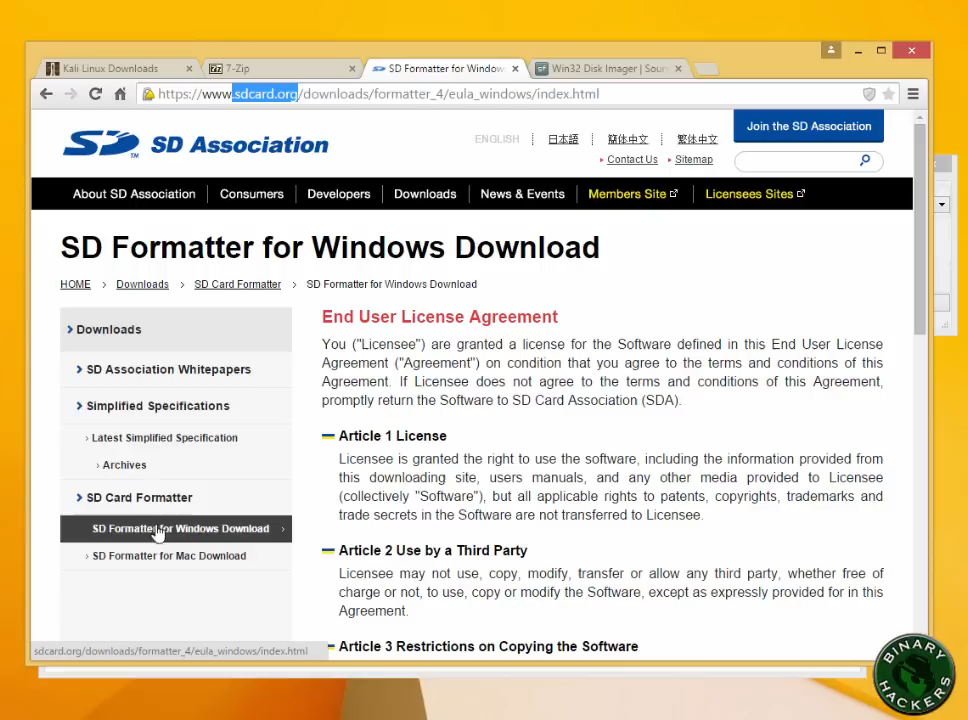 Kali Linux Downloads
7-Zip
SD Formatter for Window
Win32 Disk Imager | Sour
https://www.sdcard.org/downloads/formatter_4/eula_windows/index.html
SD Association
ENGLISH
日本語
简体中文
繁体中文
Join the SD Association
Contact Us
Sitemap
About SD Association
Consumers
Developers
Downloads
News & Events
Members Site
Licensees Sites
SD Formatter for Windows Download
HOME > Downloads > SD Card Formatter > SD Formatter for Windows Download
Downloads
SD Association Whitepapers
Simplified Specifications
Latest Simplified Specification
Archives
SD Card Formatter
SD Formatter for Windows Download
SD Formatter for Mac Download
End User License Agreement
You ("Licensee") are granted a license for the Software defined in this End User License
Agreement ("Agreement") on condition that you agree to the terms and conditions of this
Agreement. If Licensee does not agree to the terms and conditions of this Agreement,
promptly return the Software to SD Card Association (SDA).
Article 1 License
Licensee is granted the right to use the software, including the information provided from
this downloading site, users manuals, and any other media provided to Licensee
(collectively "Software"), but all applicable rights to patents, copyrights, trademarks and
trade secrets in the Software are not transferred to Licensee.
Article 2 Use by a Third Party
Licensee may not use, copy, modify, transfer or allow any third party, whether free of
charge or not, to use, copy or modify the Software, except as expressly provided for in this
Agreement.
Article 3 Restrictions on Copying the Software
sdcard.org/downloads/formatter_4/eula_windows/index.html
BINARY
HACKERS